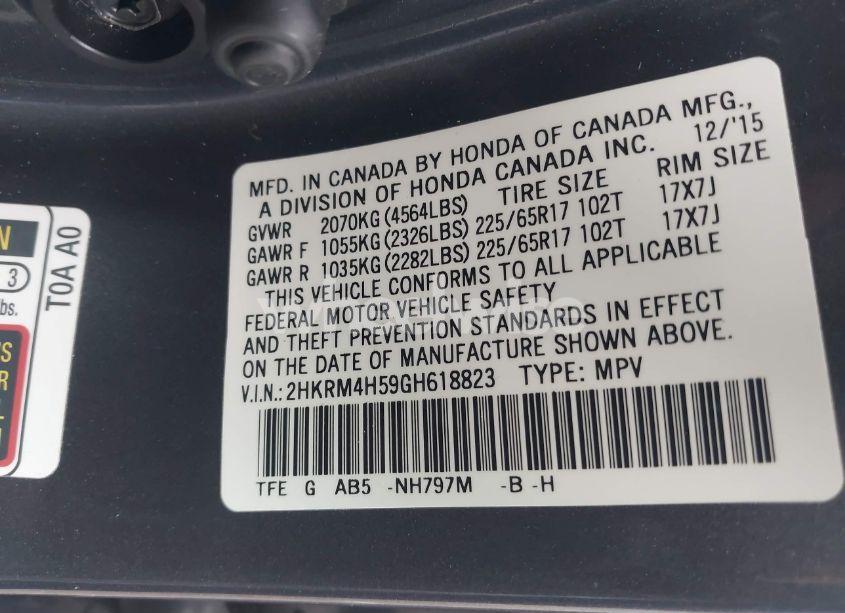 MFD. IN CANADA BY HONDA OF CANADA MFG.,
A DIVISION OF HONDA CANADA INC. 12/'15
GVWR 2070KG (4564LBS) TIRE SIZE RIM SIZE
GAWR F 1055KG (2326LBS) 225/65R17 102T 17X7J
GAWR R 1035KG (2282LBS) 225/65R17 102T 17X7J
THIS VEHICLE CONFORMS TO ALL APPLICABLE
FEDERAL MOTOR VEHICLE SAFETY
AND THEFT PREVENTION STANDARDS IN EFFECT
ON THE DATE OF MANUFACTURE SHOWN ABOVE.
V.I.N.: 2HKRM4H59GH618823 TYPE: MPV
TFE G AB5 -NH797M -B -H
T0A A0
N
3
bs.
S
R